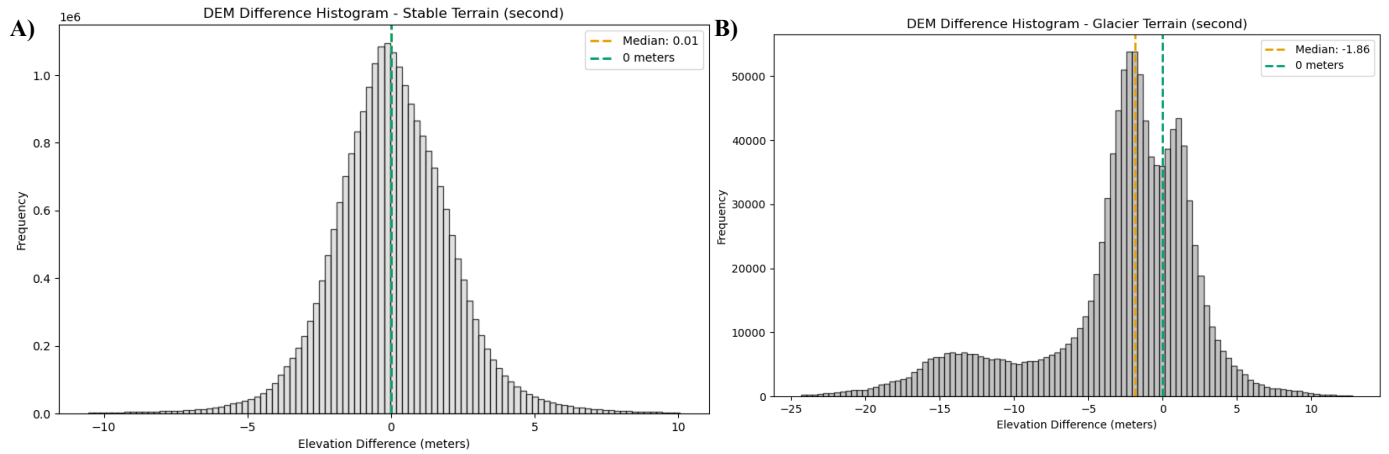 A)
DEM Difference Histogram - Stable Terrain (second)
1e6
Median: 0.01
0 meters
1.0
0.8
0.6
0.4
0.2
0.0
Frequency
−10
−5
0
5
10
Elevation Difference (meters)
B)
DEM Difference Histogram - Glacier Terrain (second)
Median: -1.86
0 meters
50000
40000
30000
20000
10000
0
Frequency
−25
−20
−15
−10
−5
0
5
10
Elevation Difference (meters)